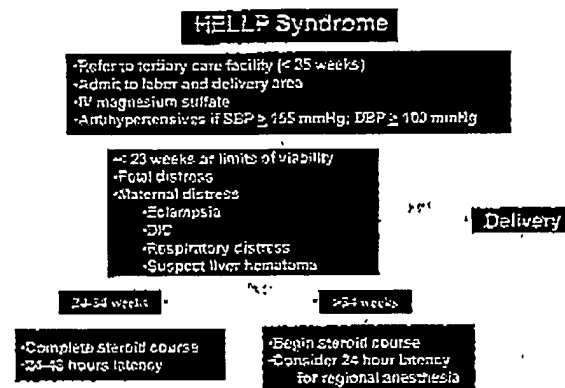 HELLP Syndrome
•Refer to tertiary care facility (< 35 weeks)
•Admit to labor and delivery area
•IV magnesium sulfate
•Antihypertensives if SBP ≥ 155 mmHg; DBP ≥ 100 mmHg
•< 23 weeks or limits of viability
•Fetal distress
•Maternal distress
•Eclampsia
•DIC
•Respiratory distress
•Suspect liver hematoma
Delivery
24-34 weeks
>34 weeks
•Complete steroid course
•24-48 hours latency
•Begin steroid course
•Consider 24 hour latency
for regional anesthesia